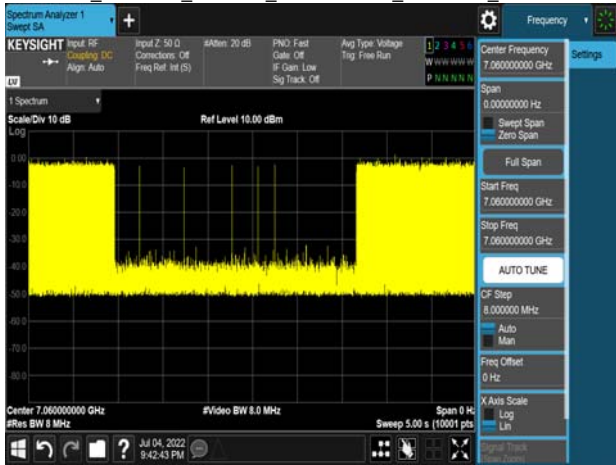 Spectrum Analyzer 1
Swept SA
+
Frequency
KEYSIGHT
Input: RF
Coupling: DC
Align: Auto
Input Z: 50 Ω
Corrections: Off
Freq Ref: Int (S)
#Atten: 20 dB
PNO: Fast
Gate: Off
IF Gain: Low
Sig Track: Off
Avg Type: Voltage
Trig: Free Run
1 2 3 4 5 6
W W W W W W
P N N N N N
LXI
1 Spectrum
Scale/Div 10 dB
Ref Level 10.00 dBm
Log
0.00
-10.0
-20.0
-30.0
-40.0
-50.0
-60.0
-70.0
-80.0
Center 7.060000000 GHz
#Video BW 8.0 MHz
Span 0 Hz
#Res BW 8 MHz
Sweep 5.00 s (10001 pts
Jul 04, 2022
9:42:43 PM
?
Center Frequency
7.060000000 GHz
Settings
Span
0.00000000 Hz
Swept Span
Zero Span
Full Span
Start Freq
7.060000000 GHz
Stop Freq
7.060000000 GHz
AUTO TUNE
CF Step
8.000000 MHz
Auto
Man
Freq Offset
0 Hz
X Axis Scale
Log
Lin
Signal Track
(Span Zoom)